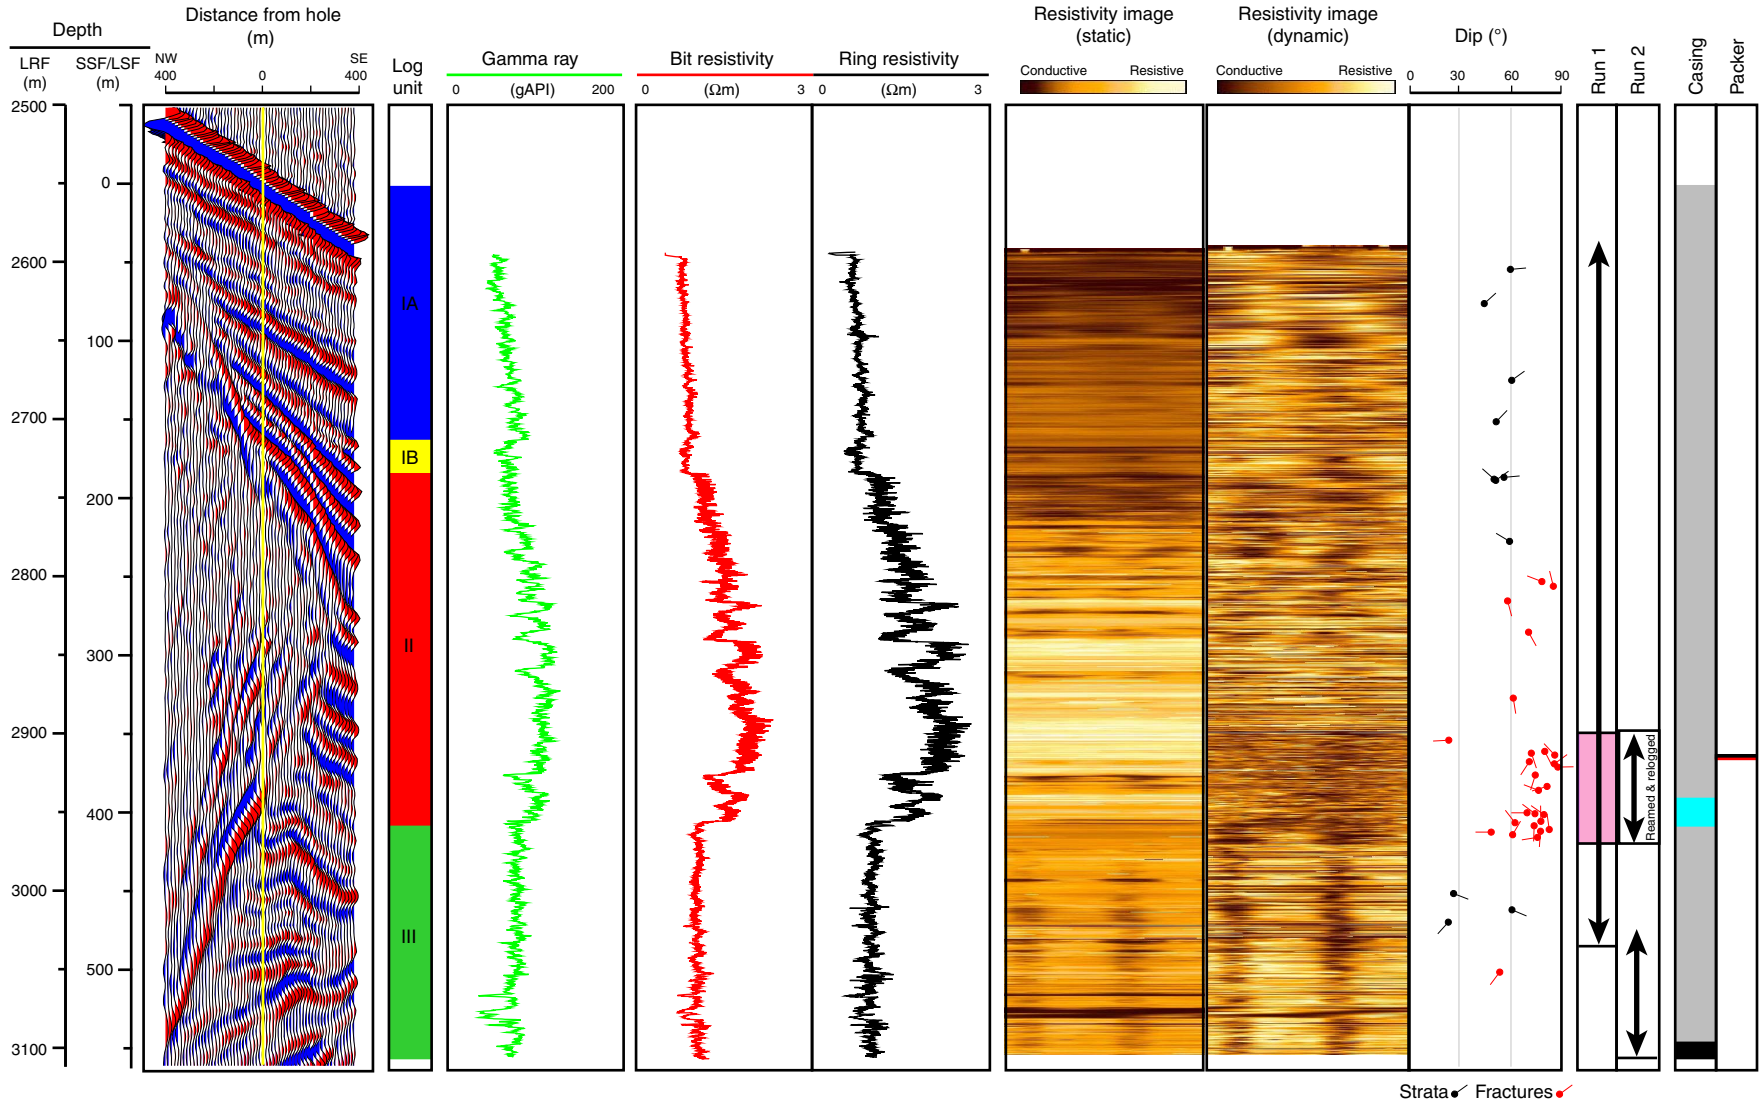 Depth
LRF
(m)
SSF/LSF
(m)
Distance from hole
(m)
NW
400
0
SE
400
Log
unit
Gamma ray
0
(gAPI)
200
Bit resistivity
0
(Ωm)
3
Ring resistivity
0
(Ωm)
3
Resistivity image
(static)
Conductive
Resistive
Resistivity image
(dynamic)
Conductive
Resistive
Dip (°)
0
30
60
90
Run 1
Run 2
Casing
Packer
2500
2600
2700
2800
2900
3000
3100
0
100
200
300
400
500
IA
IB
II
III
Reamed & relogged
Strata
Fractures